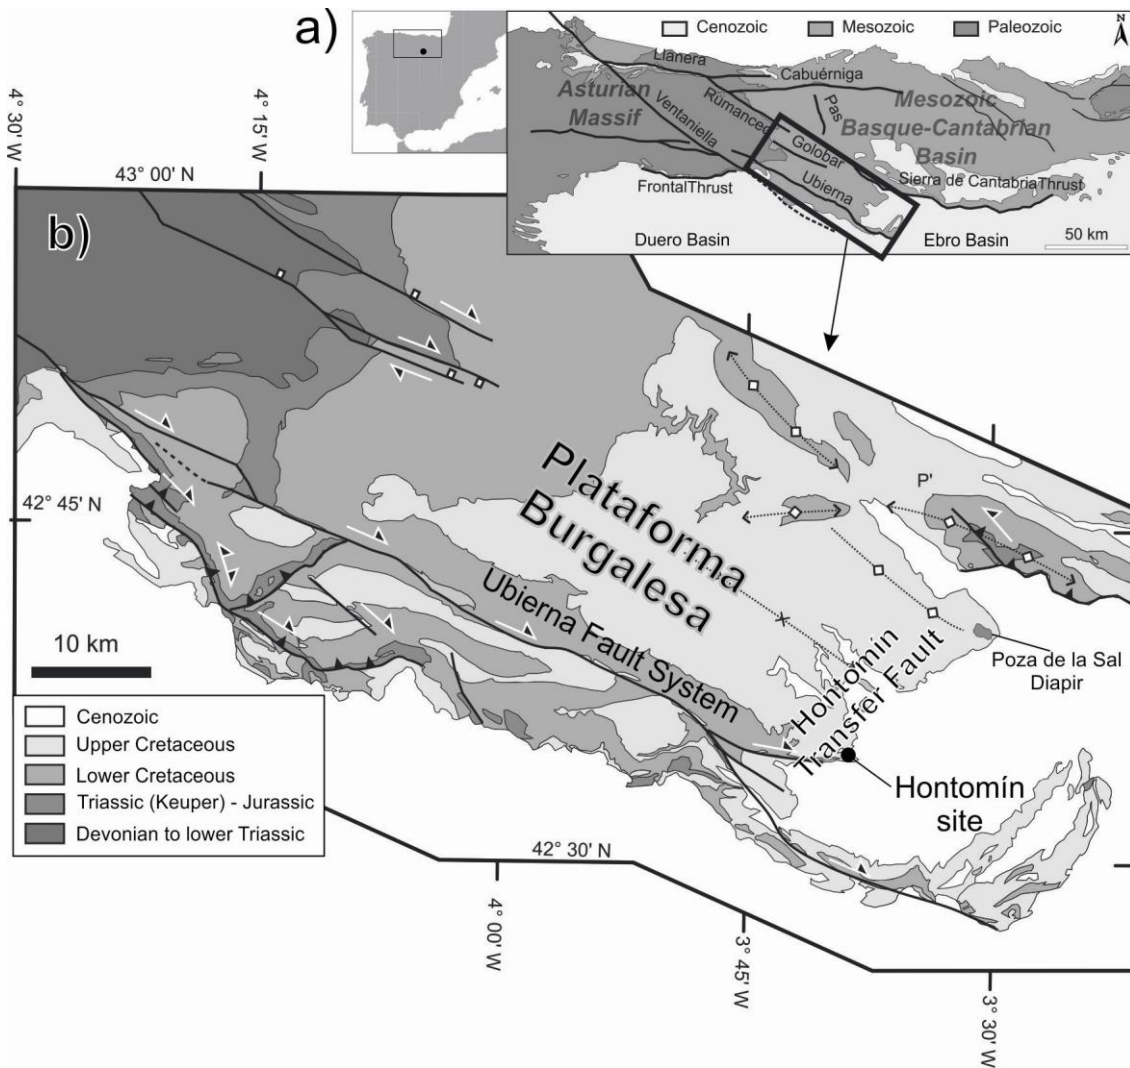 a)
Cenozoic
Mesozoic
Paleozoic
N
Llanera
Cabuérniga
Asturian
Massif
Ventaniella
Rumanceo
Pas
Mesozoic
Basque-Cantabrian
Basin
Golobar
Ubierna
FrontalThrust
Sierra de CantabriaThrust
Duero Basin
Ebro Basin
50 km
4° 30' W
4° 15' W
43° 00' N
b)
42° 45' N
P'
Plataforma
Burgalesa
Ubierna Fault System
Hontomín
Transfer Fault
Poza de la Sal
Diapir
10 km
Hontomín
site
Cenozoic
Upper Cretaceous
Lower Cretaceous
Triassic (Keuper) - Jurassic
Devonian to lower Triassic
42° 30' N
4° 00' W
3° 45' W
3° 30' W